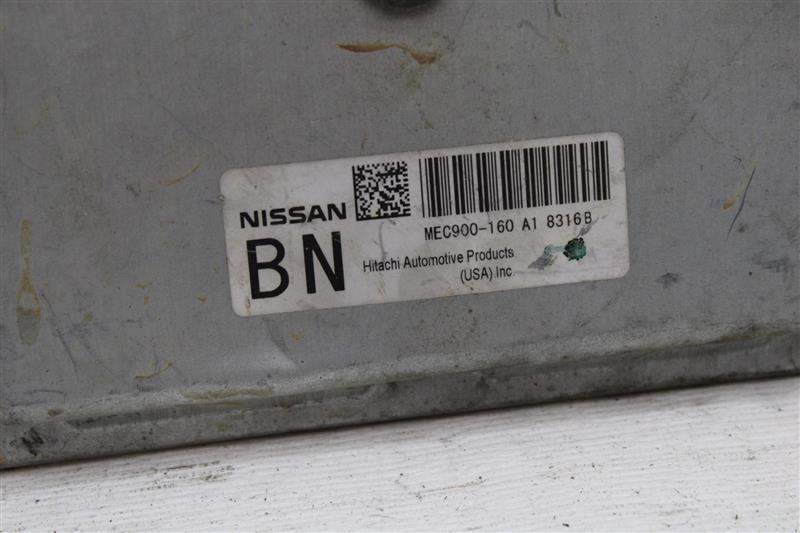 NISSAN
BN
MEC900-160 A1 8316B
Hitachi Automotive Products
(USA).Inc